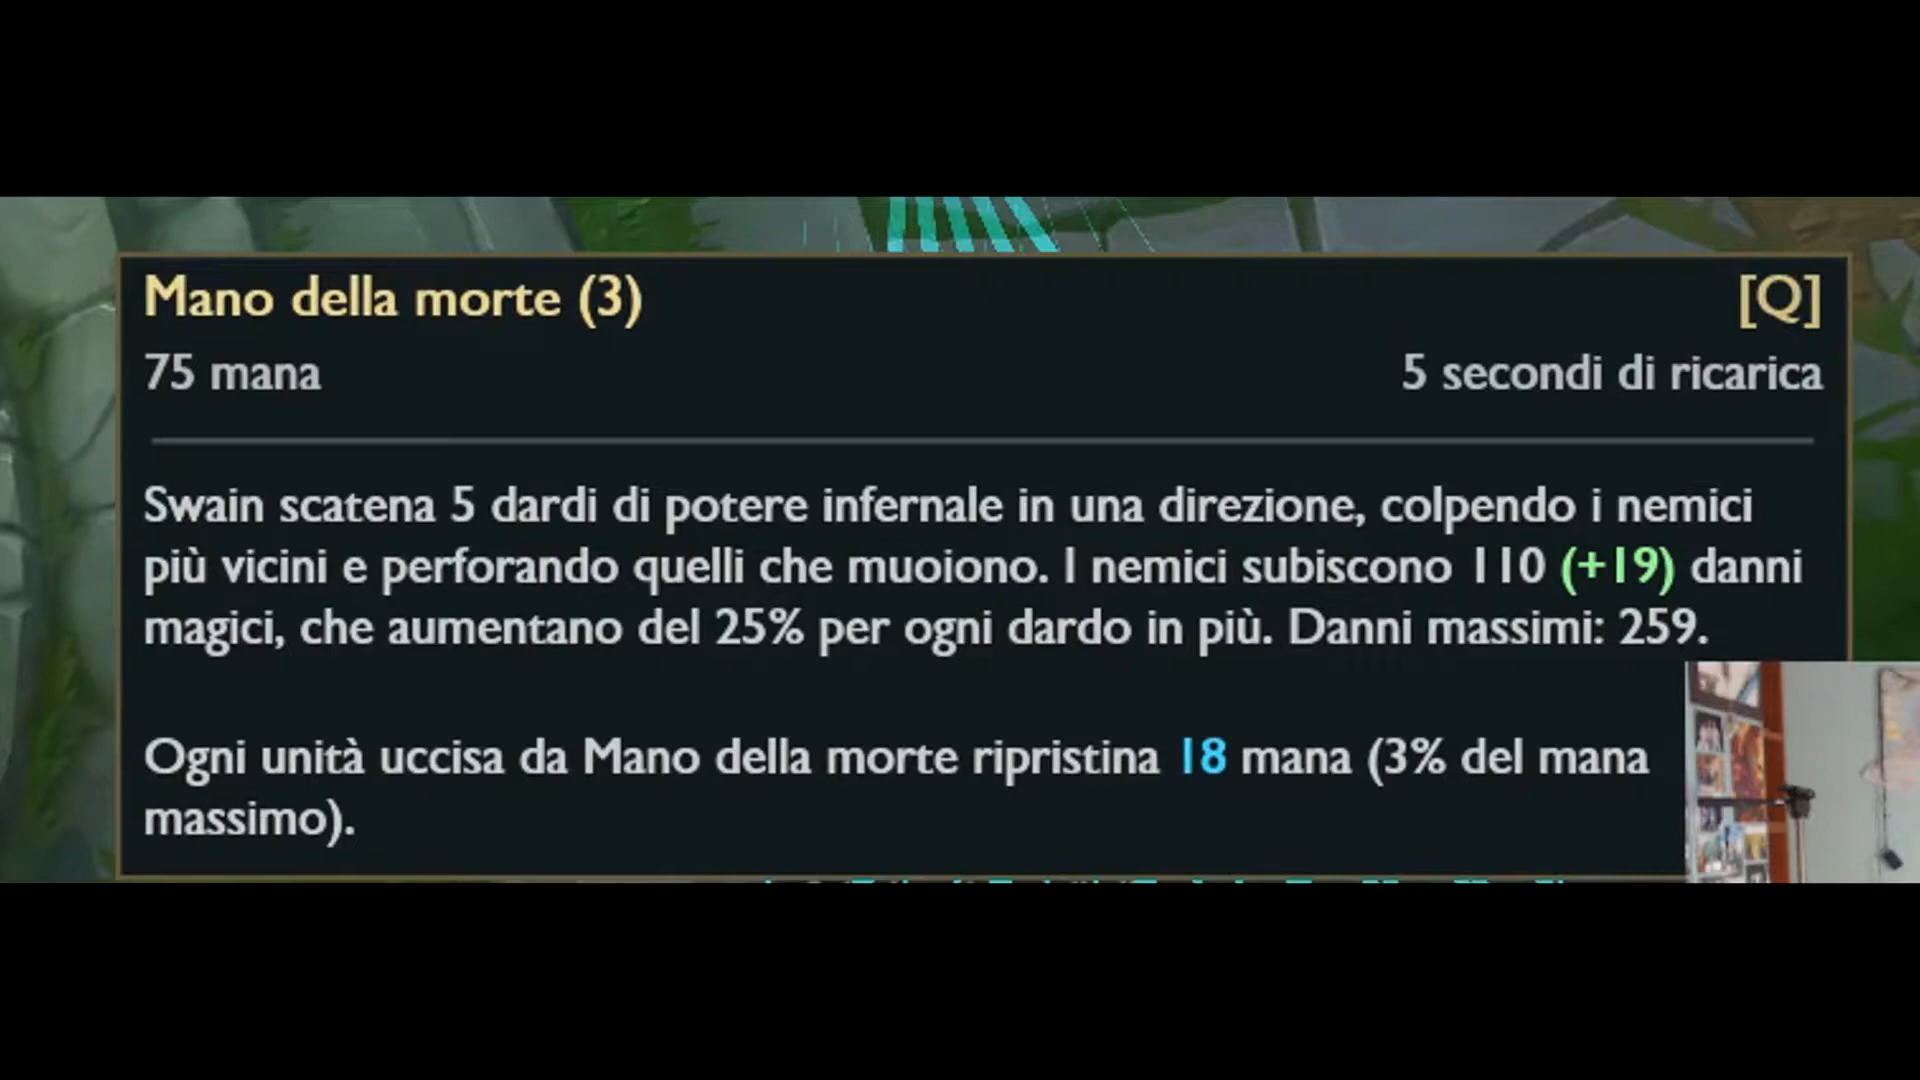 Mano della morte (3) [Q]
75 mana 5 secondi di ricarica
Swain scatena 5 dardi di potere infernale in una direzione, colpendo i nemici
più vicini e perforando quelli che muoiono. I nemici subiscono 110 (+19) danni
magici, che aumentano del 25% per ogni dardo in più. Danni massimi: 259.
Ogni unità uccisa da Mano della morte ripristina 18 mana (3% del mana
massimo).